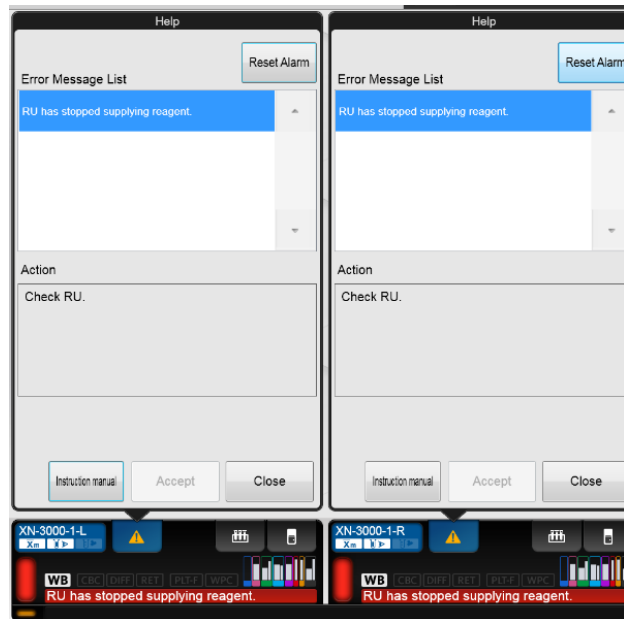 Help
Reset Alarm
Error Message List
RU has stopped supplying reagent.
Action
Check RU.
Instruction manual
Accept
Close
XN-3000-1-L
Xm
WB CBC DIFF RET PLT-F WPC
RU has stopped supplying reagent.
Help
Reset Alarm
Error Message List
RU has stopped supplying reagent.
Action
Check RU.
Instruction manual
Accept
Close
XN-3000-1-R
Xm
WB CBC DIFF RET PLT-F WPC
RU has stopped supplying reagent.